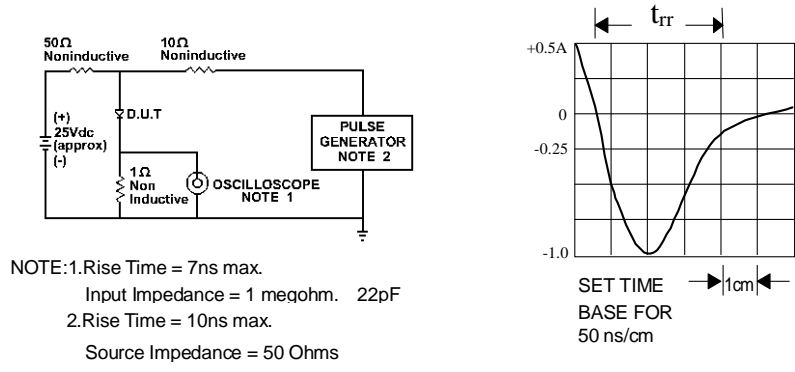 50Ω
Noninductive
10Ω
Noninductive
D.U.T
(+)
25Vdc
(approx)
(-)
1Ω
Non
Inductive
OSCILLOSCOPE
NOTE 1
PULSE
GENERATOR
NOTE 2
NOTE:1.Rise Time = 7ns max.
Input Impedance = 1 megohm. 22pF
2.Rise Time = 10ns max.
Source Impedance = 50 Ohms
trr
+0.5A
0
-0.25
-1.0
SET TIME
BASE FOR
50 ns/cm
1cm